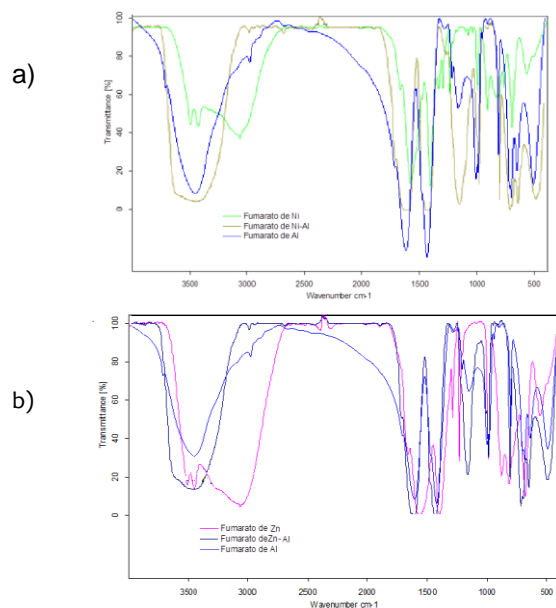 a)
Transmittance [%]
100
80
60
40
20
0
Fumarato de Ni
Fumarato de Ni-Al
Fumarato de Al
3500
3000
2500
2000
1500
1000
500
Wavenumber cm-1
b)
Transmittance [%]
100
80
60
40
20
0
Fumarato de Zn
Fumarato deZn-Al
Fumarato de Al
3500
3000
2500
2000
1500
1000
500
Wavenumber cm-1